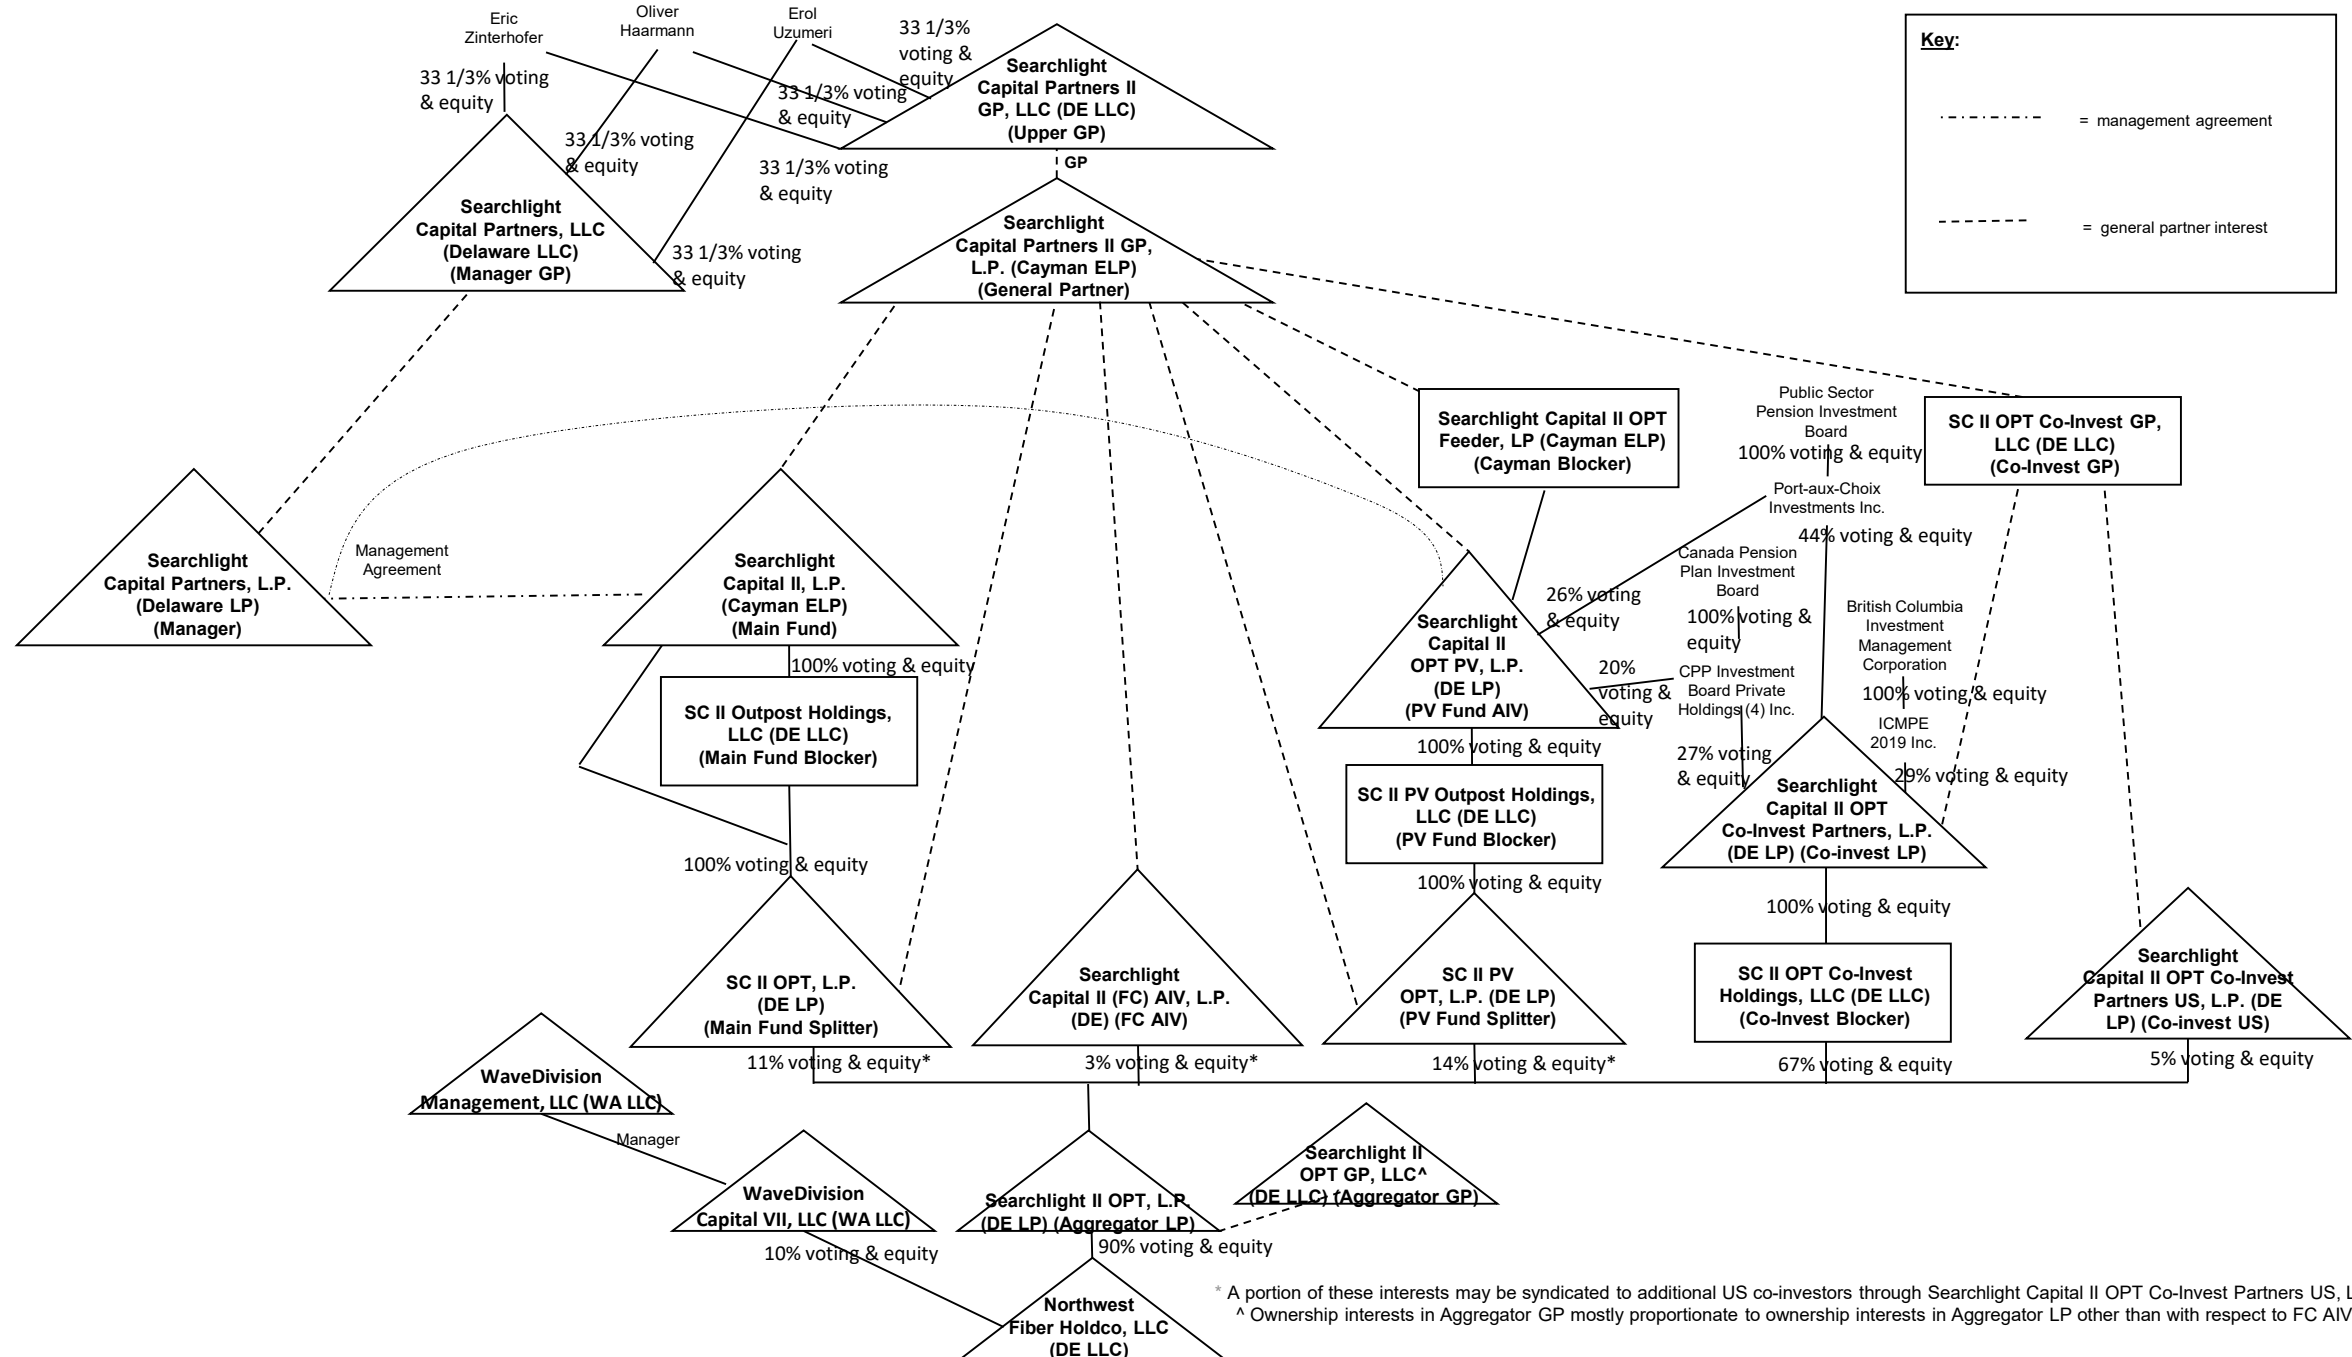 Eric
Zinterhofer
Oliver
Haarmann
Erol
Uzumeri
33 1/3%
voting &
equity
33 1/3% voting
& equity
33 1/3% voting
& equity
33 1/3% voting
& equity
33 1/3% voting
& equity
33 1/3% voting
& equity
Searchlight
Capital Partners II
GP, LLC (DE LLC)
(Upper GP)
GP
Key:
= management agreement
= general partner interest
Searchlight
Capital Partners, LLC
(Delaware LLC)
(Manager GP)
Searchlight
Capital Partners II GP,
L.P. (Cayman ELP)
(General Partner)
Searchlight Capital II OPT
Feeder, LP (Cayman ELP)
(Cayman Blocker)
Public Sector
Pension Investment
Board
100% voting & equity
Port-aux-Choix
Investments Inc.
44% voting & equity
SC II OPT Co-Invest GP,
LLC (DE LLC)
(Co-Invest GP)
Searchlight
Capital Partners, L.P.
(Delaware LP)
(Manager)
Management
Agreement
Searchlight
Capital II, L.P.
(Cayman ELP)
(Main Fund)
100% voting & equity
SC II Outpost Holdings,
LLC (DE LLC)
(Main Fund Blocker)
100% voting & equity
Searchlight
Capital II
OPT PV, L.P.
(DE LP)
(PV Fund AIV)
26% voting
& equity
20%
voting &
equity
Canada Pension
Plan Investment
Board
100% voting &
equity
CPP Investment
Board Private
Holdings (4) Inc.
27% voting
& equity
British Columbia
Investment
Management
Corporation
100% voting & equity
ICMPE
2019 Inc.
29% voting & equity
100% voting & equity
SC II PV Outpost Holdings,
LLC (DE LLC)
(PV Fund Blocker)
100% voting & equity
Searchlight
Capital II OPT
Co-Invest Partners, L.P.
(DE LP) (Co-invest LP)
100% voting & equity
SC II OPT, L.P.
(DE LP)
(Main Fund Splitter)
11% voting & equity*
Searchlight
Capital II (FC) AIV, L.P.
(DE) (FC AIV)
3% voting & equity*
SC II PV
OPT, L.P. (DE LP)
(PV Fund Splitter)
14% voting & equity*
SC II OPT Co-Invest
Holdings, LLC (DE LLC)
(Co-Invest Blocker)
67% voting & equity
Searchlight
Capital II OPT Co-Invest
Partners US, L.P. (DE
LP) (Co-invest US)
5% voting & equity
WaveDivision
Management, LLC (WA LLC)
Manager
WaveDivision
Capital VII, LLC (WA LLC)
10% voting & equity
Searchlight II OPT, L.P.
(DE LP) (Aggregator LP)
90% voting & equity
Searchlight II
OPT GP, LLC^
(DE LLC) (Aggregator GP)
Northwest
Fiber Holdco, LLC
(DE LLC)
* A portion of these interests may be syndicated to additional US co-investors through Searchlight Capital II OPT Co-Invest Partners US, L
^ Ownership interests in Aggregator GP mostly proportionate to ownership interests in Aggregator LP other than with respect to FC AIV